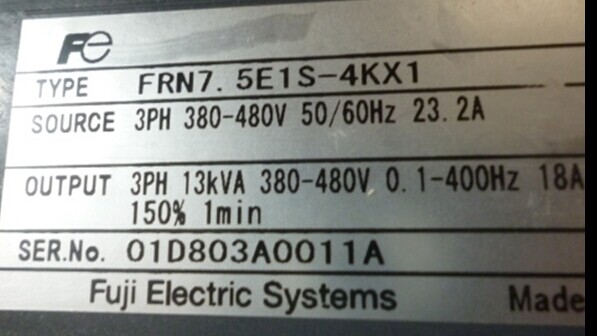 Fe
TYPE FRN7.5E1S-4KX1
SOURCE 3PH 380-480V 50/60Hz 23.2A
OUTPUT 3PH 13kVA 380-480V 0.1-400Hz 18A
150% 1min
SER.No. 01D803A0011A
Fuji Electric Systems Made